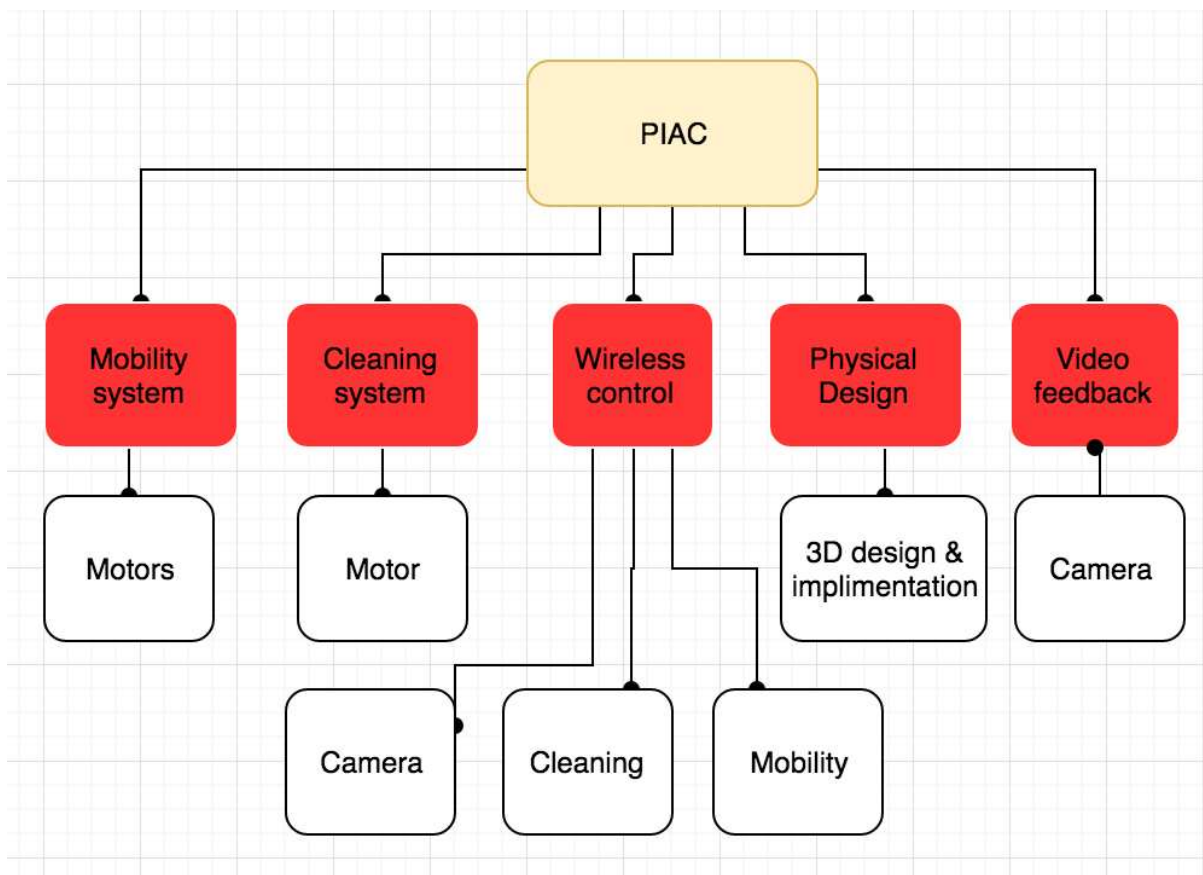 PIAC
Mobility
system
Cleaning
system
Wireless
control
Physical
Design
Video
feedback
Motors
Motor
3D design &
implimentation
Camera
Camera
Cleaning
Mobility